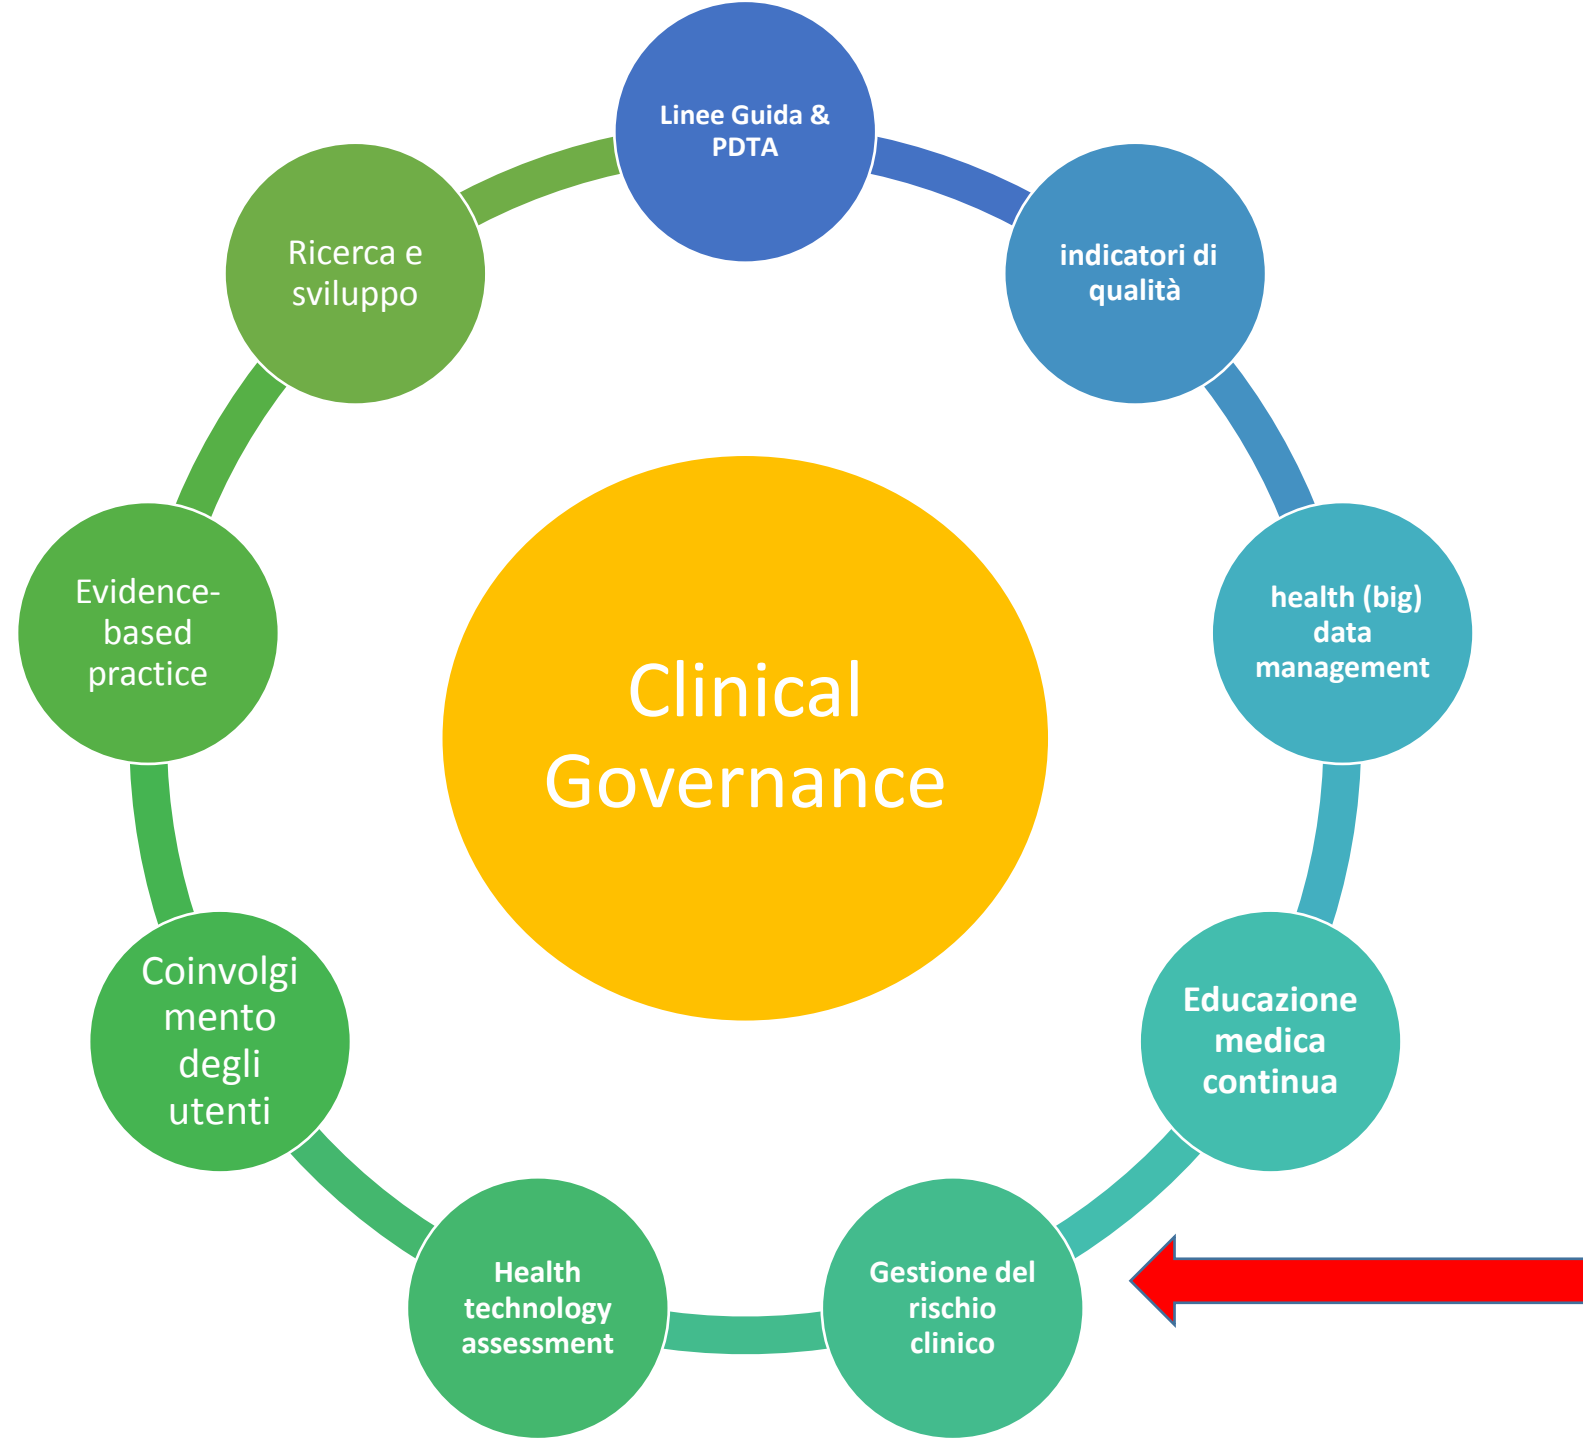 Linee Guida &
PDTA
indicatori di
qualità
health (big)
data
management
Educazione
medica
continua
Gestione del
rischio
clinico
Health
technology
assessment
Coinvolgi
mento
degli
utenti
Evidence-
based
practice
Ricerca e
sviluppo
Clinical
Governance